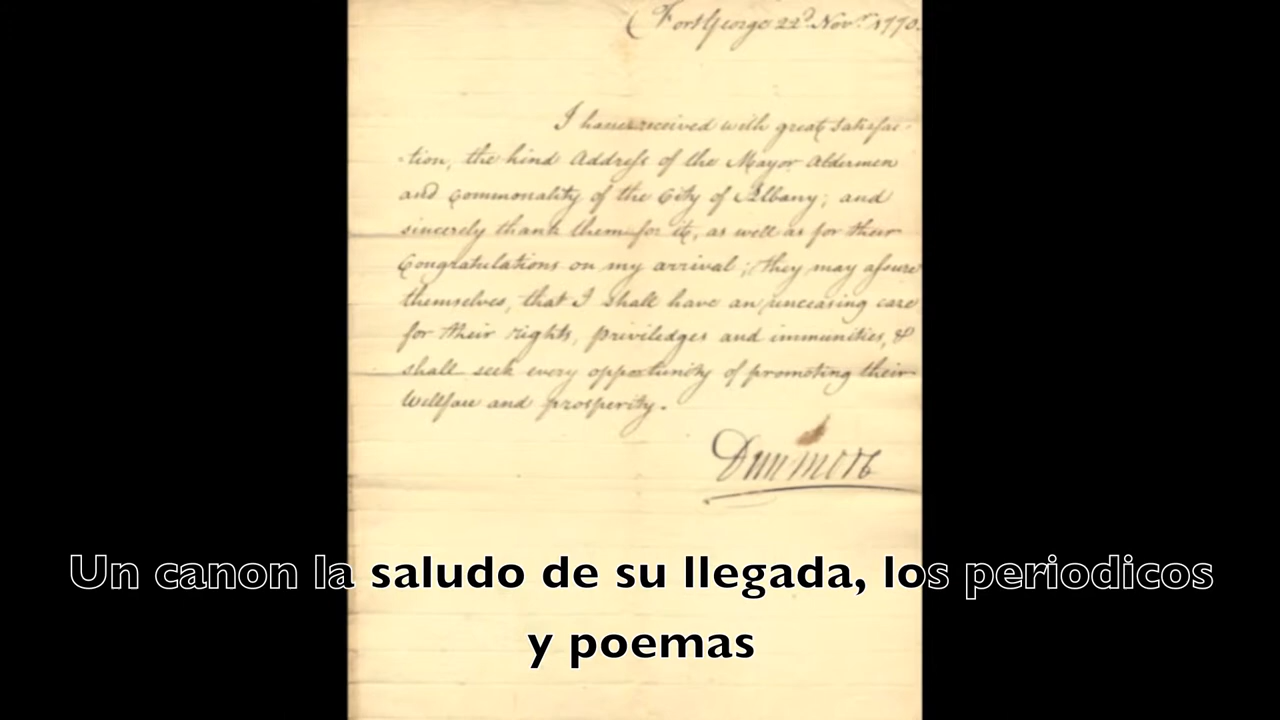 (Fort George 22d. Novr. 1770.
I have received with great Satisfac-
-tion, the kind Address of the Mayor Aldermen
and Commonality of the City of Albany; and
sincerely thank them for it, as well as for their
Congratulations on my arrival; they may assure
themselves, that I shall have an unceasing care
for their rights, priviledges and immunities, &
shall seek every opportunity of promoting their
Wellfare and prosperity.
Dunmore
Un canon la saludo de su llegada, los periodicos
y poemas